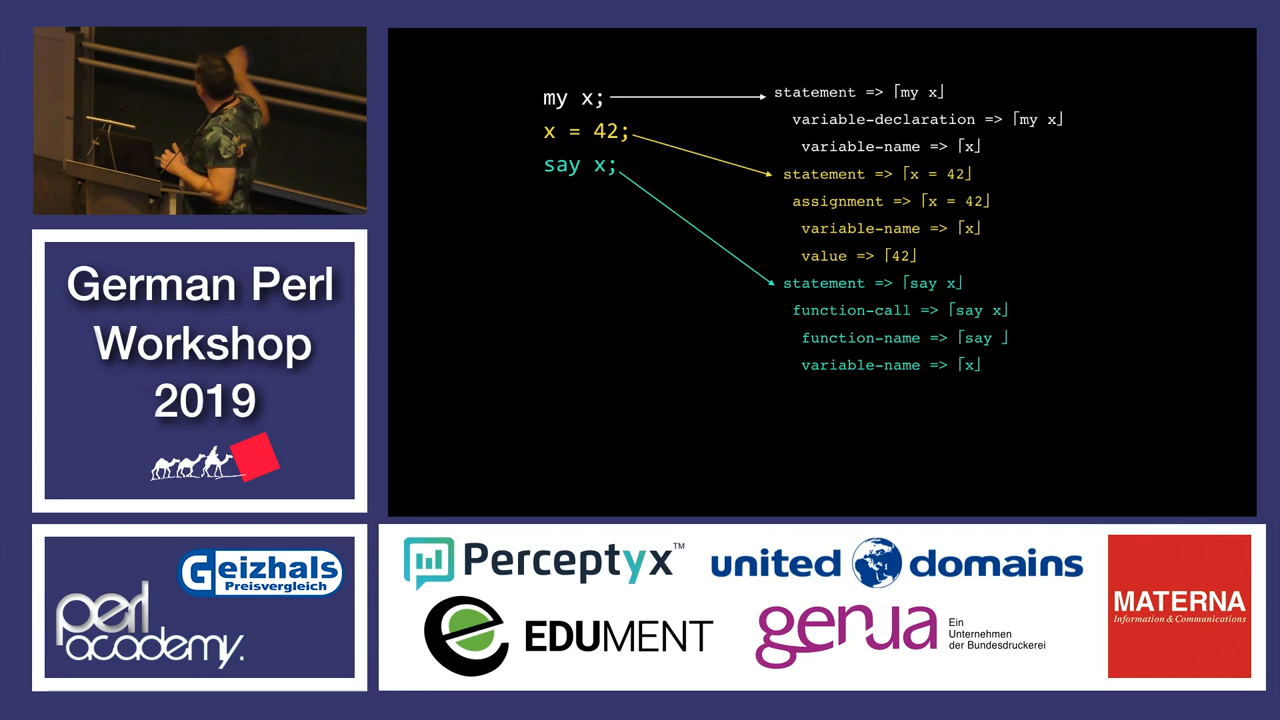 my x;
x = 42;
say x;
statement => ｢my x｣
variable-declaration => ｢my x｣
variable-name => ｢x｣
statement => ｢x = 42｣
assignment => ｢x = 42｣
variable-name => ｢x｣
value => ｢42｣
statement => ｢say x｣
function-call => ｢say x｣
function-name => ｢say ｣
variable-name => ｢x｣
German Perl
Workshop
2019
Geizhals
Preisvergleich
perl
academy.
Perceptyx™
united domains
EDUMENT
genua
Ein
Unternehmen
der Bundesdruckerei
MATERNA
Information & Communications